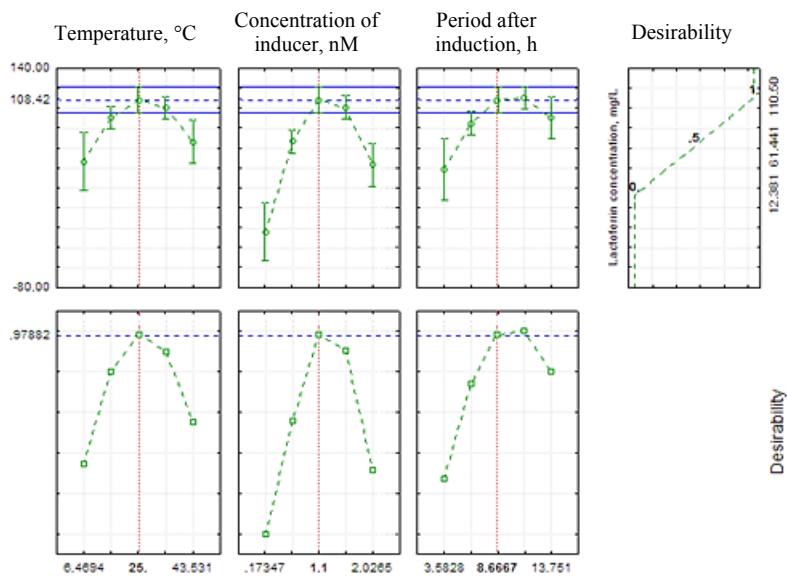 Temperature, °C
Concentration of
inducer, nM
Period after
induction, h
Desirability
140.00
108.42
-80.00
0.
.5
1.
Lactoferrin concentration, mg/L
12.381 61.441 110.50
.97882
Desirability
6.4694 25. 43.531
.17347 1.1 2.0265
3.5828 8.6667 13.751